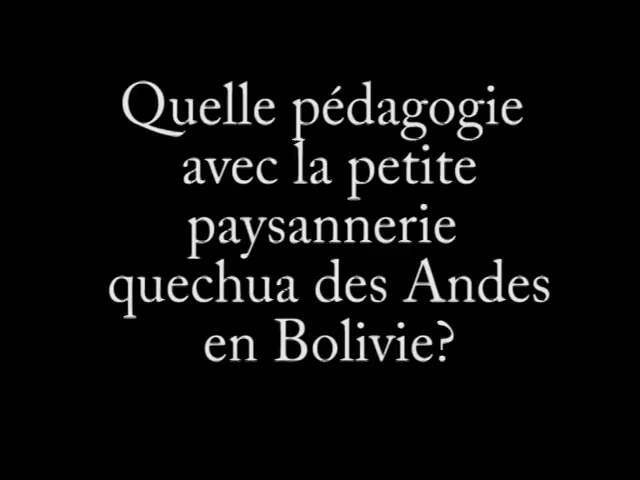 Quelle pédagogie
avec la petite
paysannerie
quechua des Andes
en Bolivie?